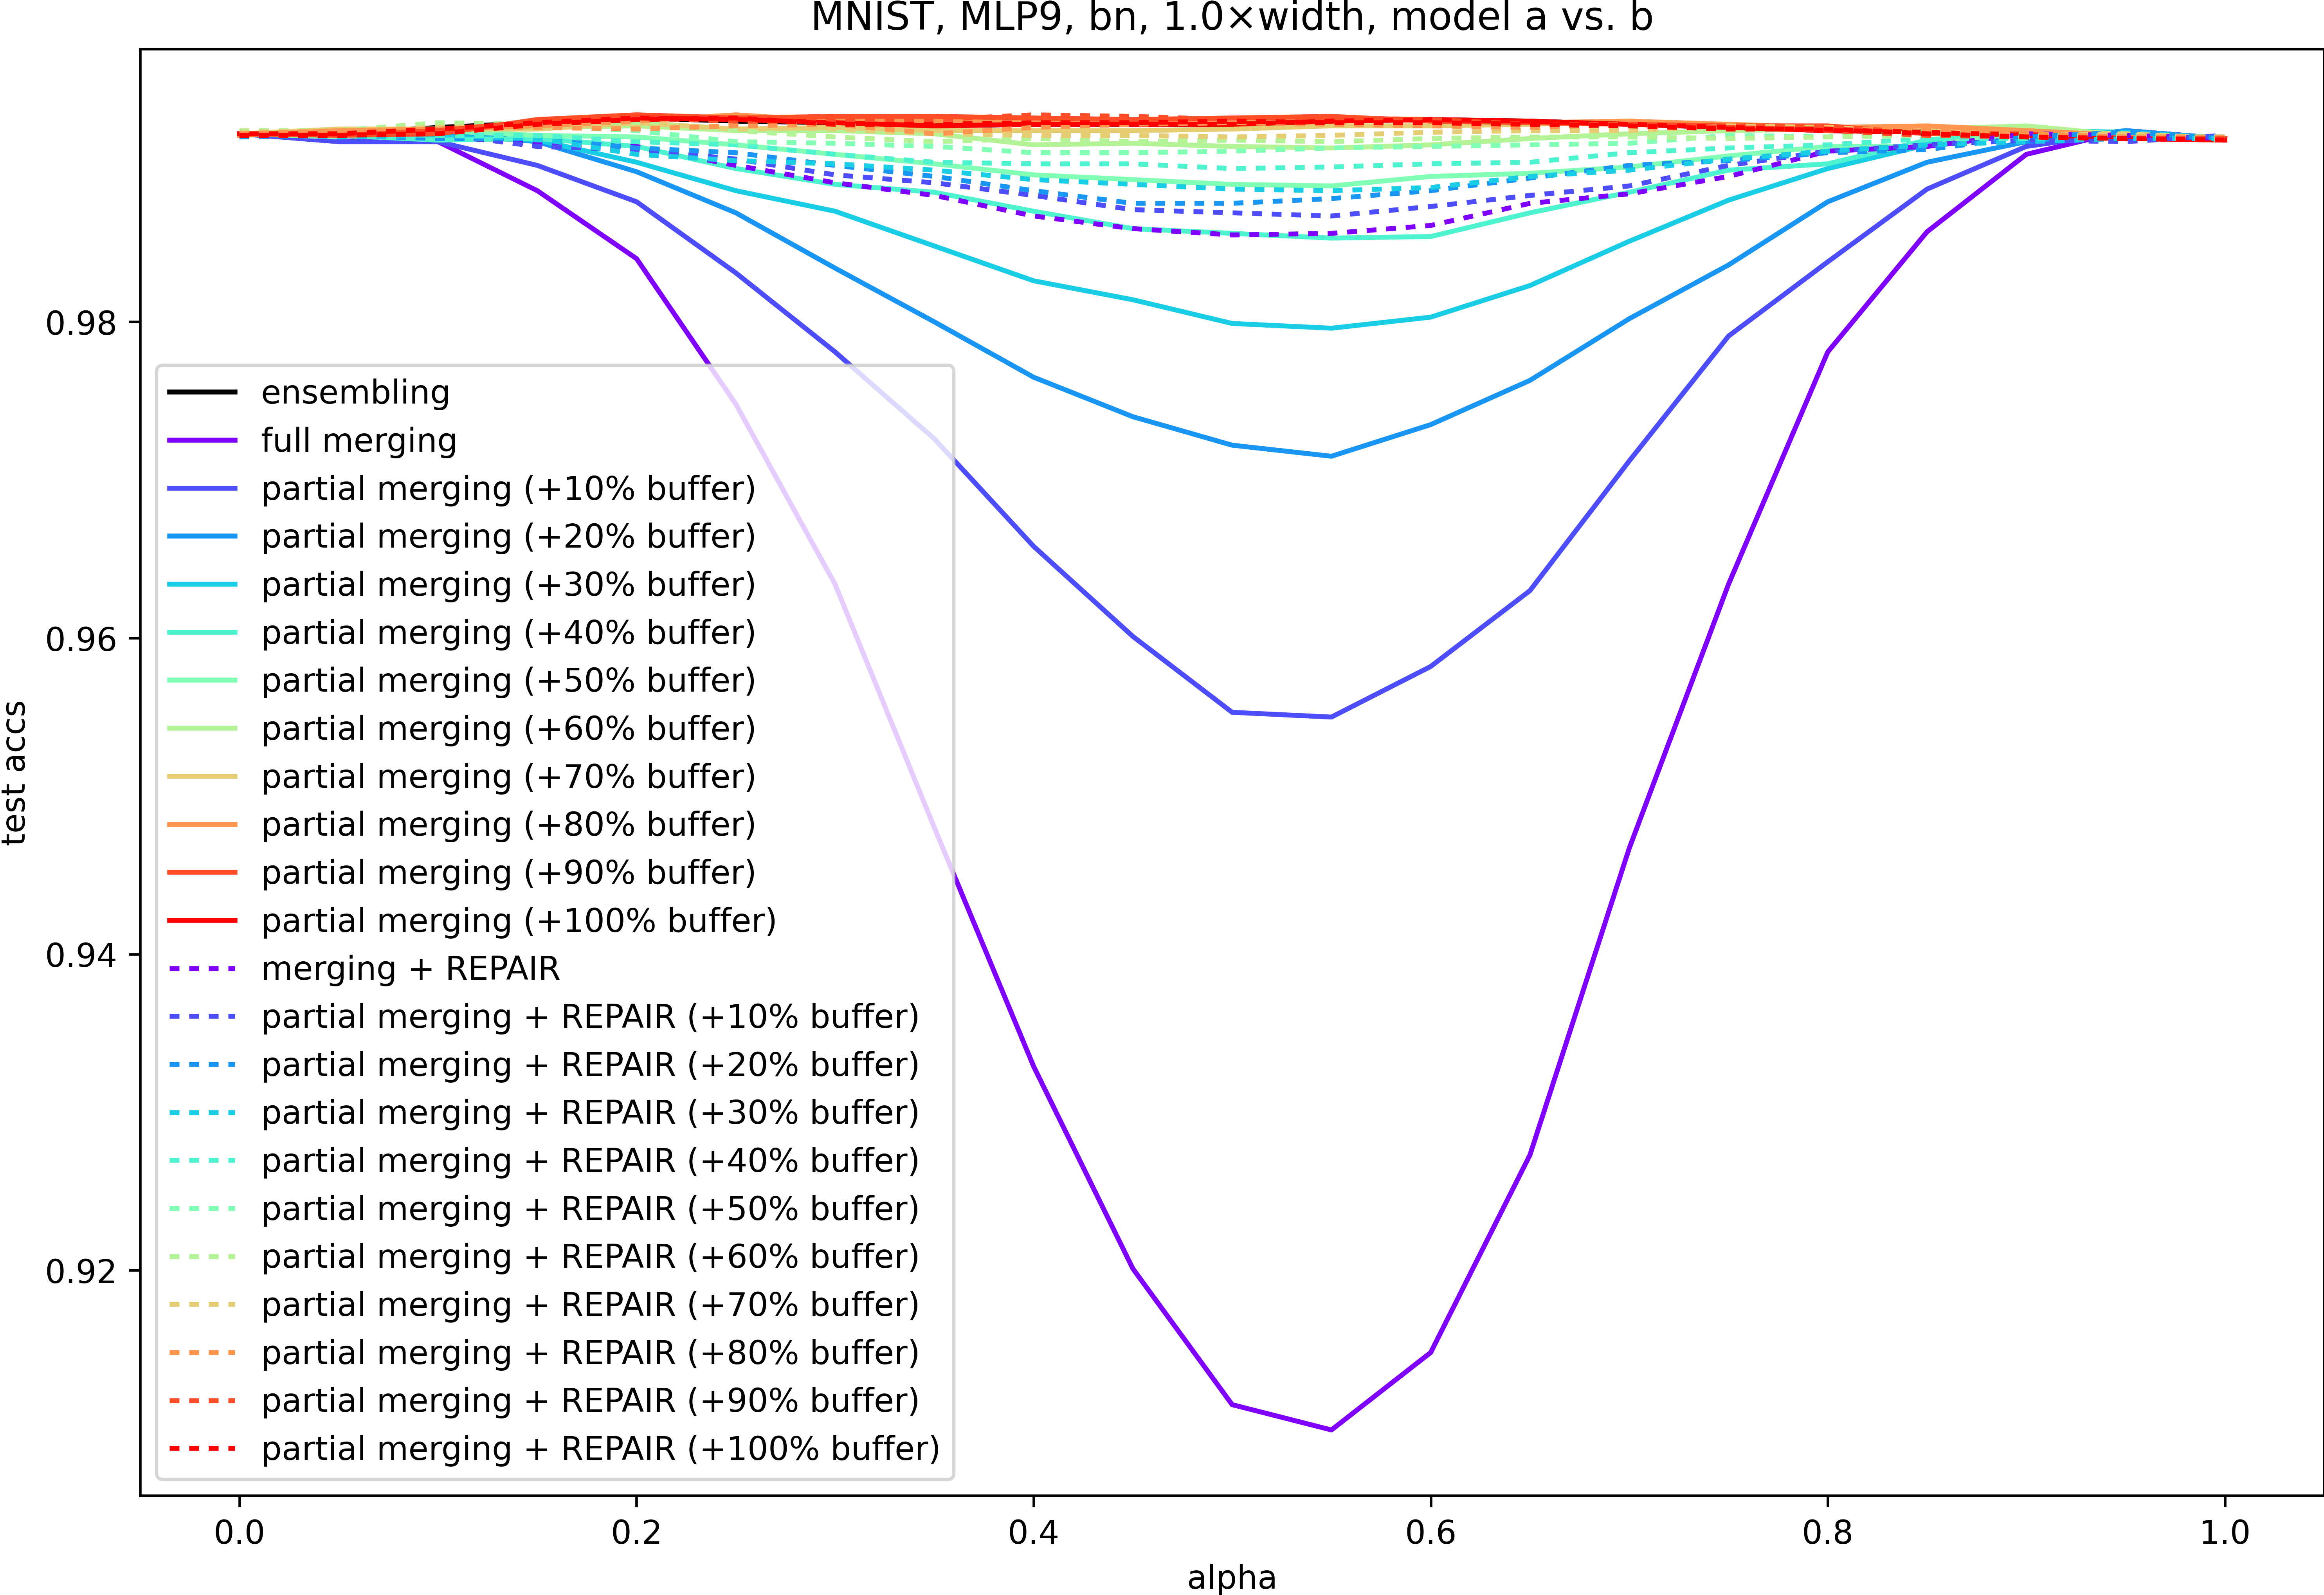 MNIST, MLP9, bn, 1.0×width, model a vs. b
test accs
0.98
0.96
0.94
0.92
ensembling
full merging
partial merging (+10% buffer)
partial merging (+20% buffer)
partial merging (+30% buffer)
partial merging (+40% buffer)
partial merging (+50% buffer)
partial merging (+60% buffer)
partial merging (+70% buffer)
partial merging (+80% buffer)
partial merging (+90% buffer)
partial merging (+100% buffer)
merging + REPAIR
partial merging + REPAIR (+10% buffer)
partial merging + REPAIR (+20% buffer)
partial merging + REPAIR (+30% buffer)
partial merging + REPAIR (+40% buffer)
partial merging + REPAIR (+50% buffer)
partial merging + REPAIR (+60% buffer)
partial merging + REPAIR (+70% buffer)
partial merging + REPAIR (+80% buffer)
partial merging + REPAIR (+90% buffer)
partial merging + REPAIR (+100% buffer)
0.0 0.2 0.4 0.6 0.8 1.0
alpha